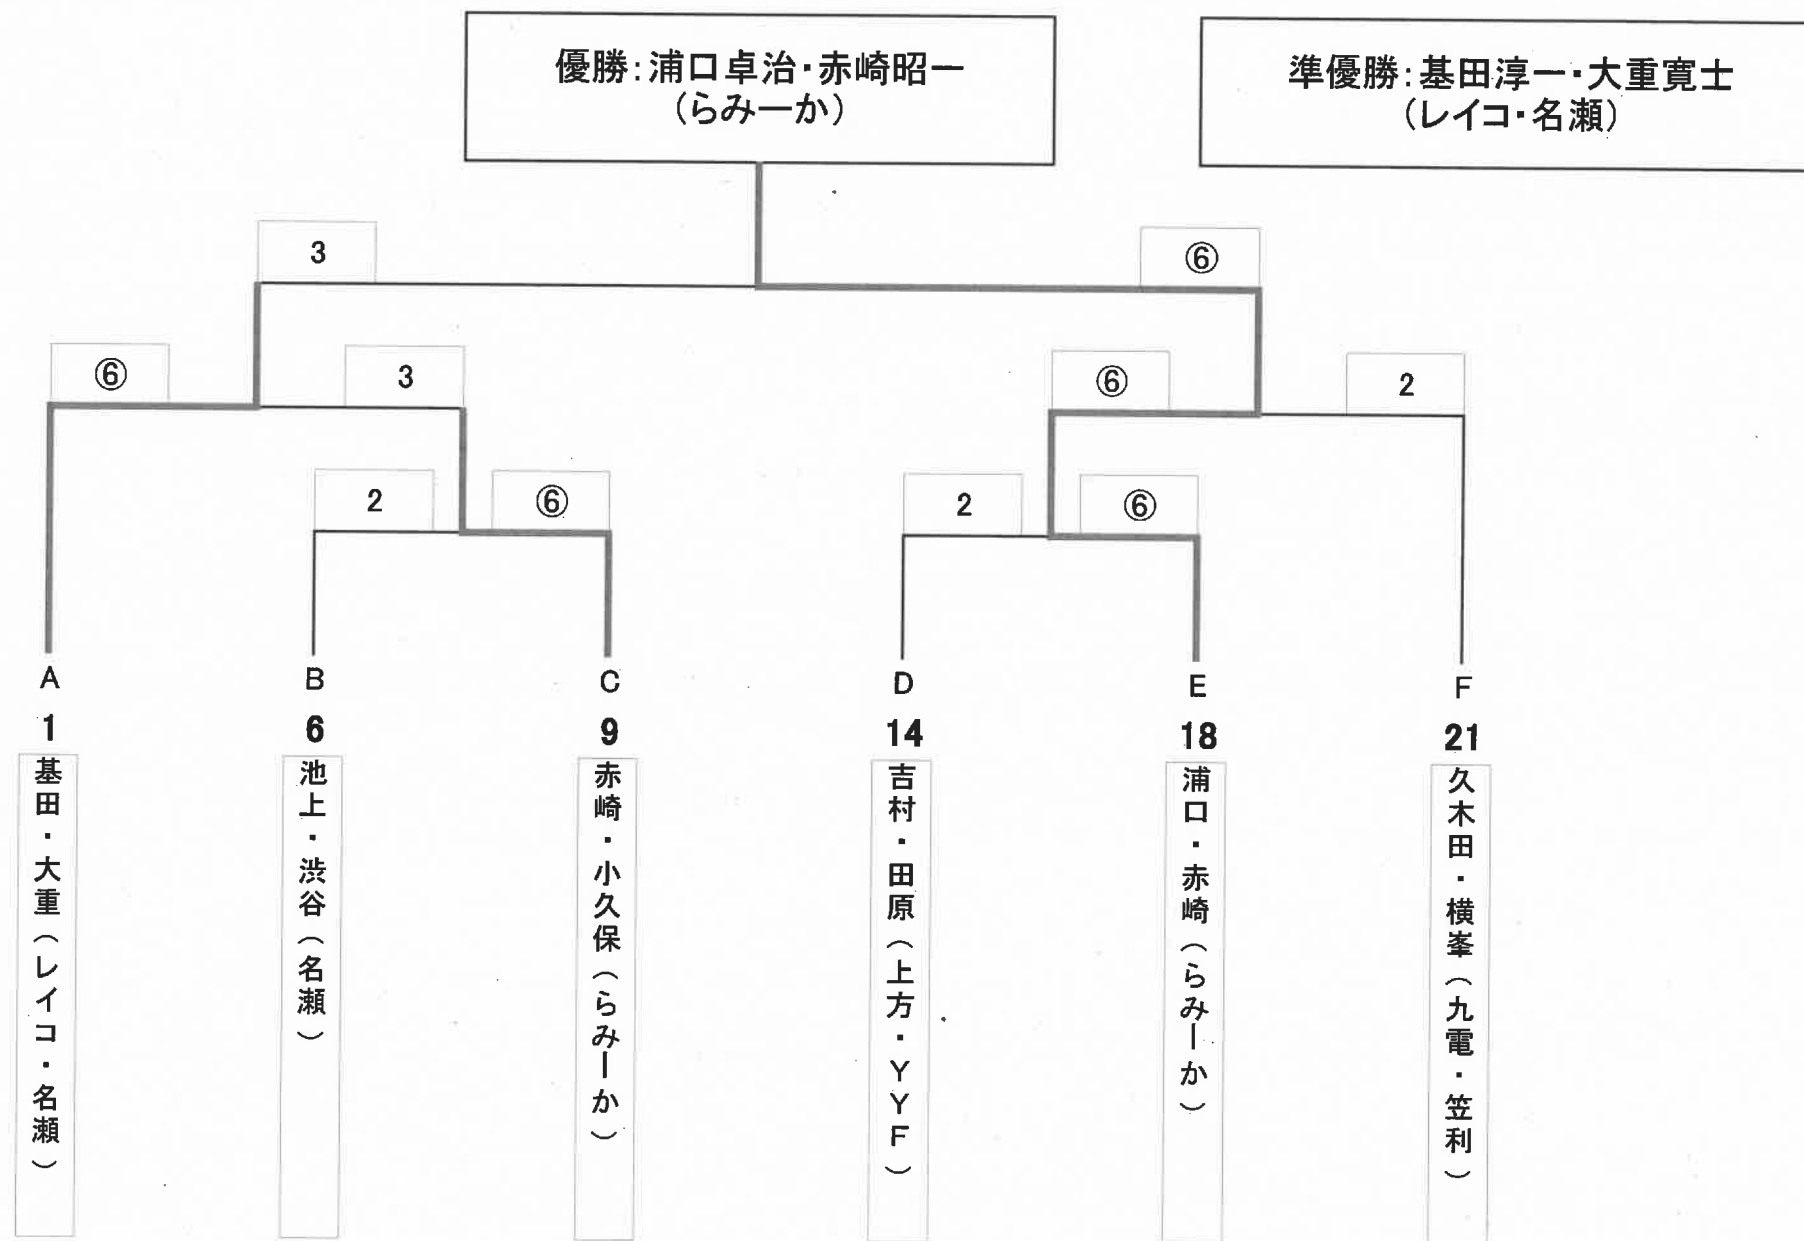 優勝:浦口卓治・赤崎昭一
(らみーか)
準優勝:基田淳一・大重寛士
(レイコ・名瀬)
3
⑥
⑥
3
⑥
2
2
⑥
2
⑥
A
B
C
D
E
F
1
6
9
14
18
21
基田・大重(レイコ・名瀬)
池上・渋谷(名瀬)
赤崎・小久保(らみーか)
吉村・田原(上方・YYF)
浦口・赤崎(らみーか)
久木田・横峯(九電・笠利)